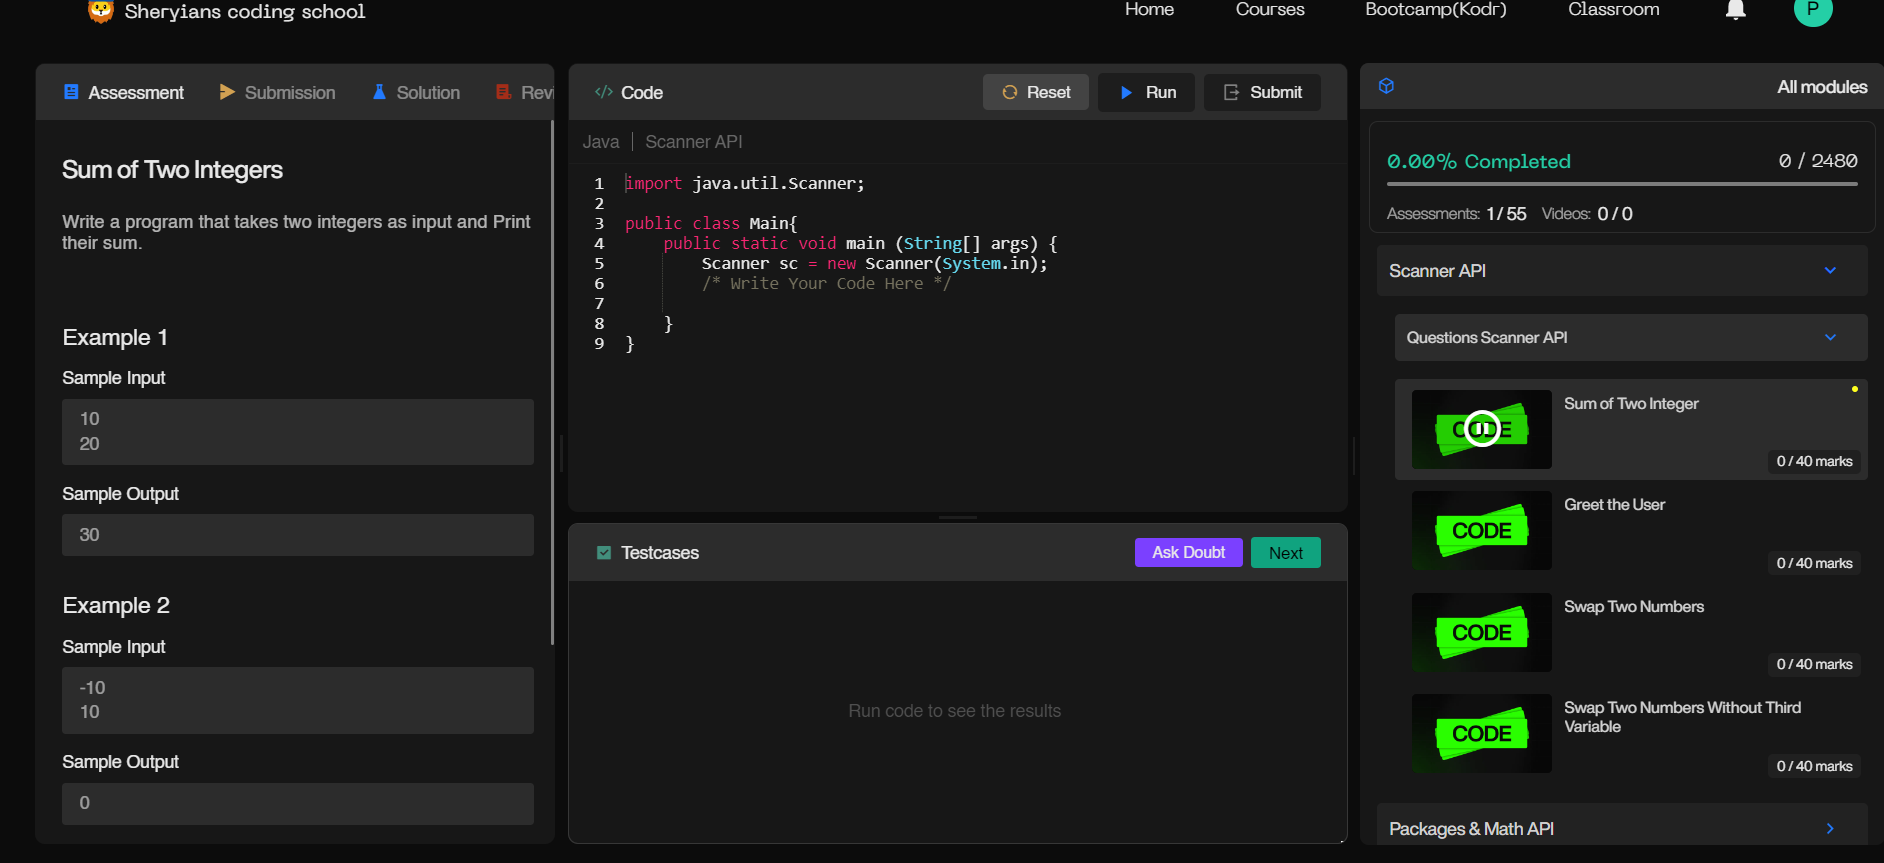 Sheryians coding school
Home
Courses
Bootcamp(Kodr)
Classroom
P
Assessment
Submission
Solution
Revi
Sum of Two Integers
Write a program that takes two integers as input and Print
their sum.
Example 1
Sample Input
10
20
Sample Output
30
Example 2
Sample Input
-10
10
Sample Output
0
Code
Reset
Run
Submit
Java | Scanner API
1 import java.util.Scanner;
2
3 public class Main{
4     public static void main (String[] args) {
5         Scanner sc = new Scanner(System.in);
6         /* Write Your Code Here */
7
8     }
9 }
Testcases
Ask Doubt
Next
Run code to see the results
All modules
0.00% Completed
0 / 2480
Assessments: 1 / 55 Videos: 0 / 0
Scanner API
Questions Scanner API
CODE
Sum of Two Integer
0 / 40 marks
CODE
Greet the User
0 / 40 marks
CODE
Swap Two Numbers
0 / 40 marks
CODE
Swap Two Numbers Without Third
Variable
0 / 40 marks
Packages & Math API